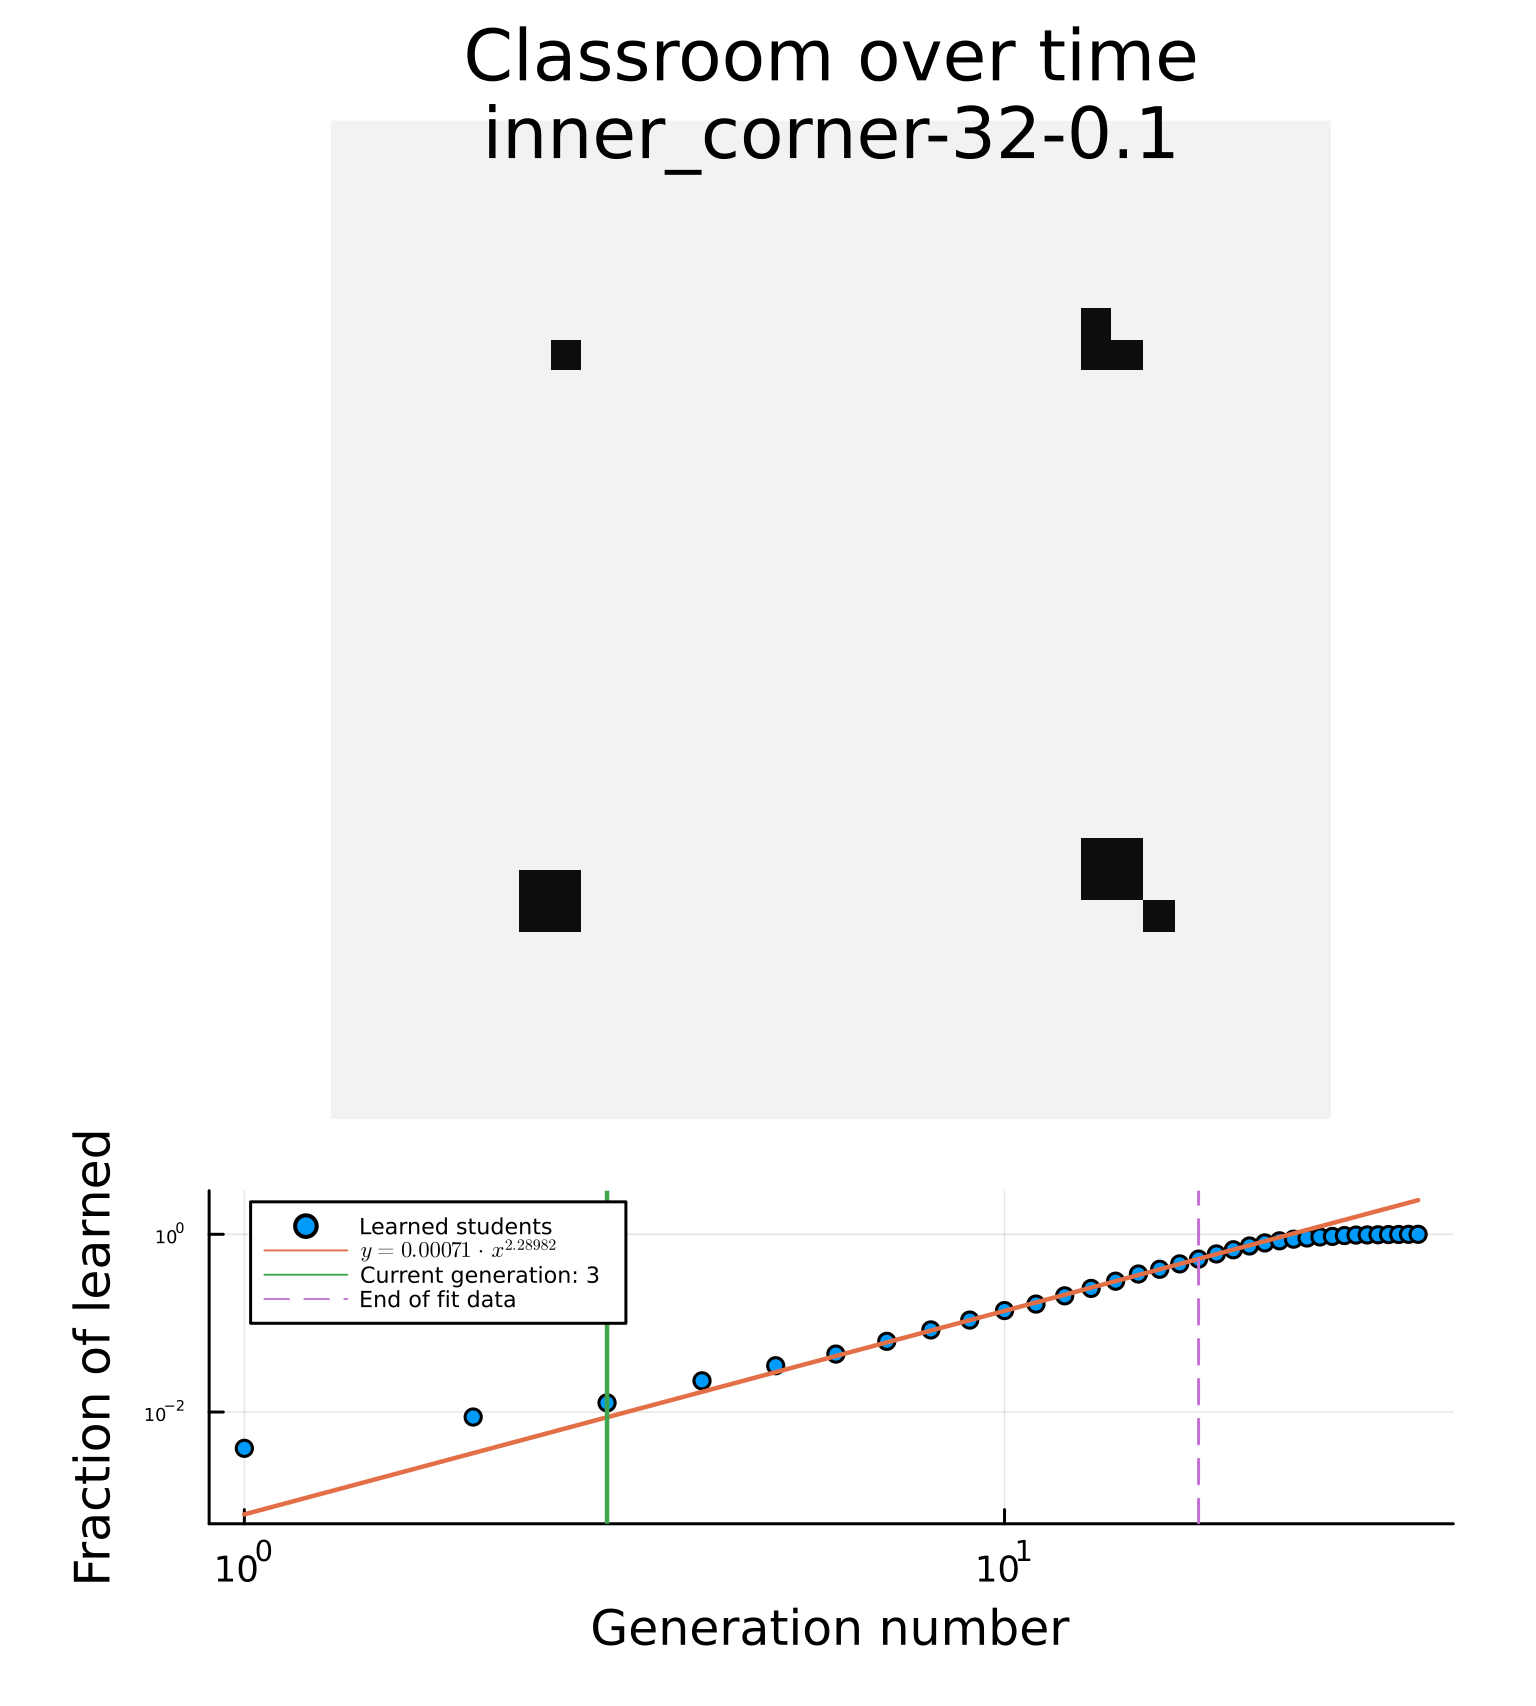 Classroom over time
inner_corner-32-0.1
Fraction of learned
10^0
10^−2
Learned students
y = 0.00071 · x^2.28982
Current generation: 3
End of fit data
10^0
10^1
Generation number